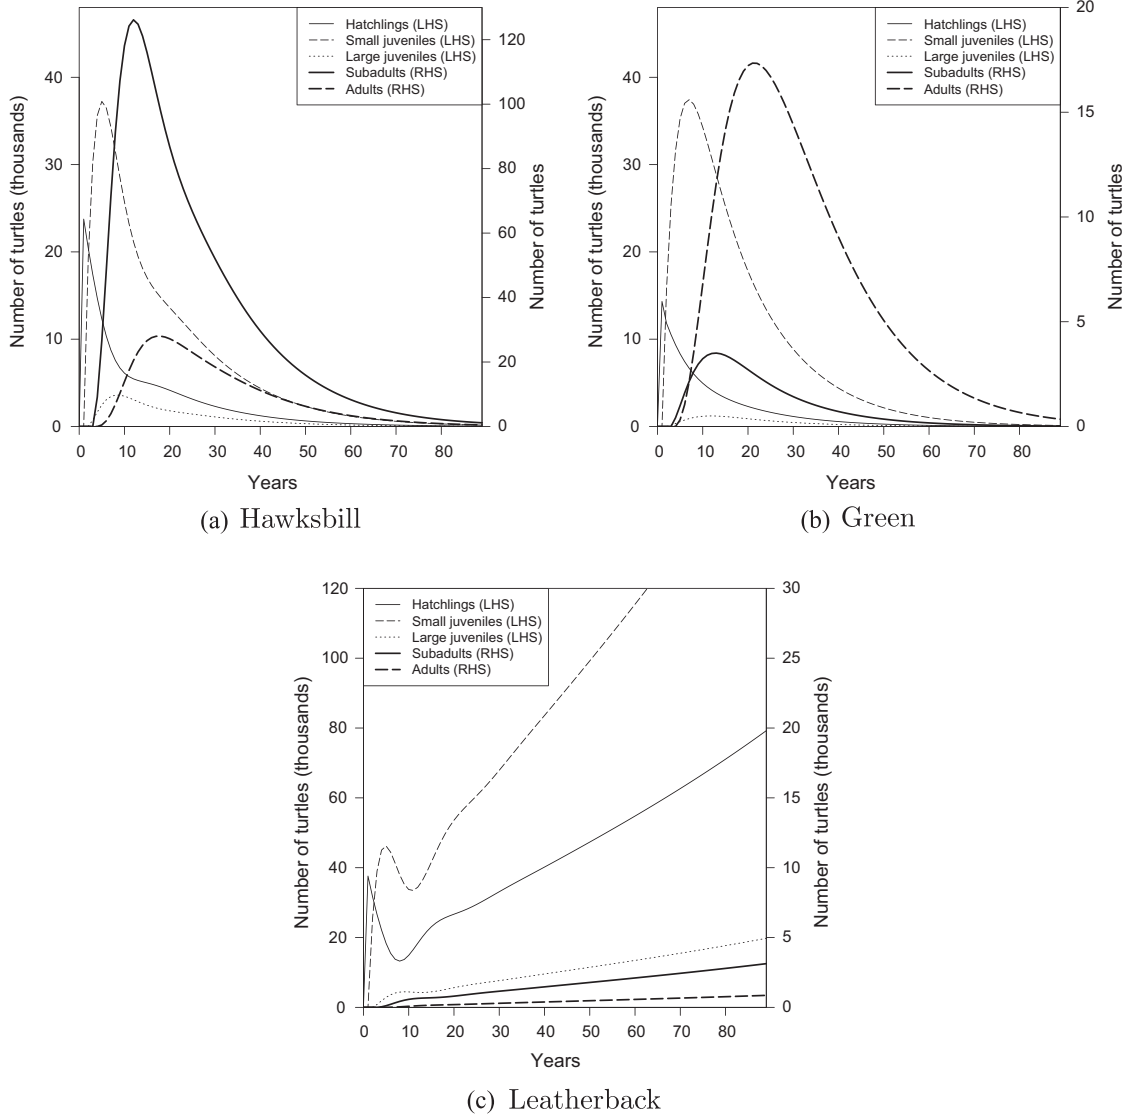 Hatchlings (LHS)
Small juveniles (LHS)
Large juveniles (LHS)
Subadults (RHS)
Adults (RHS)
Number of turtles (thousands)
0 10 20 30 40
Number of turtles
0 20 40 60 80 100 120
0 10 20 30 40 50 60 70 80
Years
(a) Hawksbill
Hatchlings (LHS)
Small juveniles (LHS)
Large juveniles (LHS)
Subadults (RHS)
Adults (RHS)
Number of turtles (thousands)
0 10 20 30 40
Number of turtles
0 5 10 15 20
0 10 20 30 40 50 60 70 80
Years
(b) Green
Hatchlings (LHS)
Small juveniles (LHS)
Large juveniles (LHS)
Subadults (RHS)
Adults (RHS)
Number of turtles (thousands)
0 20 40 60 80 100 120
Number of turtles (thousands)
0 5 10 15 20 25 30
0 10 20 30 40 50 60 70 80
Years
(c) Leatherback